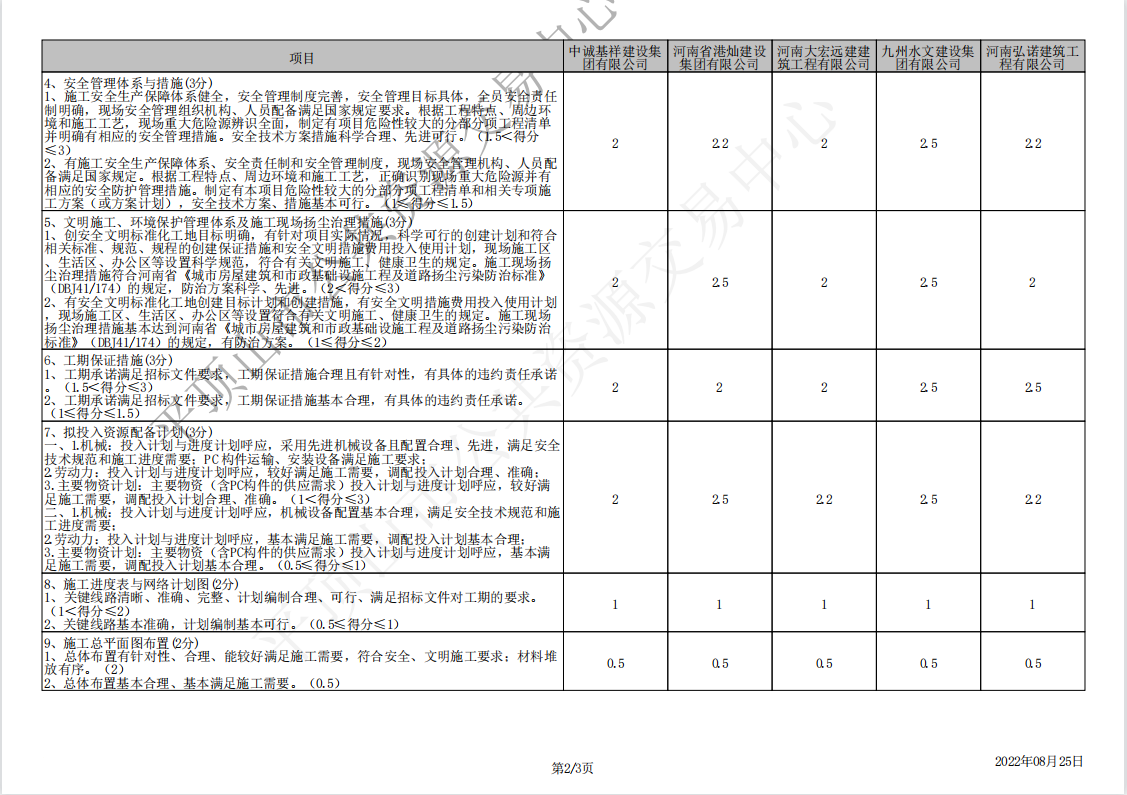 项目
中诚基祥建设集
团有限公司
河南省港灿建设
集团有限公司
河南大宏远建建
筑工程有限公司
九州水文建设集
团有限公司
河南弘诺建筑工
程有限公司
4、安全管理体系与措施(3分)
1、施工安全生产保障体系健全，安全管理制度完善，安全管理目标具体，全员安全责任
制明确，现场安全管理组织机构、人员配备满足国家规定要求。根据工程特点、周边环
境和施工工艺，现场重大危险源辨识全面，制定有项目危险性较大的分部分项工程清单
并明确有相应的安全管理措施。安全技术方案措施科学合理、先进可行。（1.5＜得分
≤3）
2、有施工安全生产保障体系、安全责任制和安全管理制度，现场安全管理机构、人员配
备满足国家规定。根据工程特点、周边环境和施工工艺，正确识别现场重大危险源并有
相应的安全防护管理措施。制定有本项目危险性较大的分部分项工程清单和相关专项施
工方案（或方案计划），安全技术方案、措施基本可行。（1≤得分≤1.5）
2
2.2
2
2.5
2.2
5、文明施工、环境保护管理体系及施工现场扬尘治理措施(3分)
1、创安全文明标准化工地目标明确，有针对项目实际情况，科学可行的创建计划和符合
相关标准、规范、规程的创建保证措施和安全文明措施费用投入使用计划，现场施工区
、生活区、办公区等设置科学规范，符合有关文明施工、健康卫生的规定。施工现场扬
尘治理措施符合河南省《城市房屋建筑和市政基础设施工程及道路扬尘污染防治标准》
（DBJ41/174）的规定，防治方案科学、先进。（2＜得分≤3）
2、有安全文明标准化工地创建目标计划和创建措施，有安全文明措施费用投入使用计划
，现场施工区、生活区、办公区等设置符合有关文明施工、健康卫生的规定。施工现场
扬尘治理措施基本达到河南省《城市房屋建筑和市政基础设施工程及道路扬尘污染防治
标准》（DBJ41/174）的规定，有防治方案。（1≤得分≤2）
2
2.5
2
2.5
2
6、工期保证措施(3分)
1、工期承诺满足招标文件要求，工期保证措施合理且有针对性，有具体的违约责任承诺
。（1.5＜得分≤3）
2、工期承诺满足招标文件要求，工期保证措施基本合理，有具体的违约责任承诺。
（1≤得分≤1.5）
2
2
2
2.5
2.5
7、拟投入资源配备计划(3分)
一、1.机械：投入计划与进度计划呼应，采用先进机械设备且配置合理、先进，满足安全
技术规范和施工进度需要；PC构件运输、安装设备满足施工要求；
2.劳动力：投入计划与进度计划呼应，较好满足施工需要，调配投入计划合理、准确；
3.主要物资计划：主要物资（含PC构件的供应需求）投入计划与进度计划呼应，较好满
足施工需要，调配投入计划合理、准确。（1＜得分≤3）
二、1.机械：投入计划与进度计划呼应，机械设备配置基本合理，满足安全技术规范和施
工进度需要；
2.劳动力：投入计划与进度计划呼应，基本满足施工需要，调配投入计划基本合理；
3.主要物资计划：主要物资（含PC构件的供应需求）投入计划与进度计划呼应，基本满
足施工需要，调配投入计划基本合理。（0.5≤得分≤1）
2
2.5
2.2
2.5
2.2
8、施工进度表与网络计划图(2分)
1、关键线路清晰、准确、完整、计划编制合理、可行、满足招标文件对工期的要求。
（1＜得分≤2）
2、关键线路基本准确，计划编制基本可行。（0.5≤得分≤1）
1
1
1
1
1
9、施工总平面图布置(2分)
1、总体布置有针对性、合理、能较好满足施工需要，符合安全、文明施工要求；材料堆
放有序。（2）
2、总体布置基本合理、基本满足施工需要。（0.5）
0.5
0.5
0.5
0.5
0.5
平顶山市公共资源交易中心
平顶山市公共资源交易中心
第2/3页
2022年08月25日